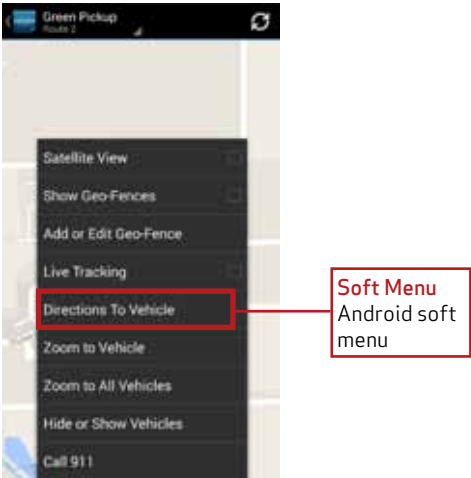 Green Pickup
Route 2
Satellite View
Show Geo-Fences
Add or Edit Geo-Fence
Live Tracking
Directions To Vehicle
Zoom to Vehicle
Zoom to All Vehicles
Hide or Show Vehicles
Call 911
Soft Menu
Android soft
menu